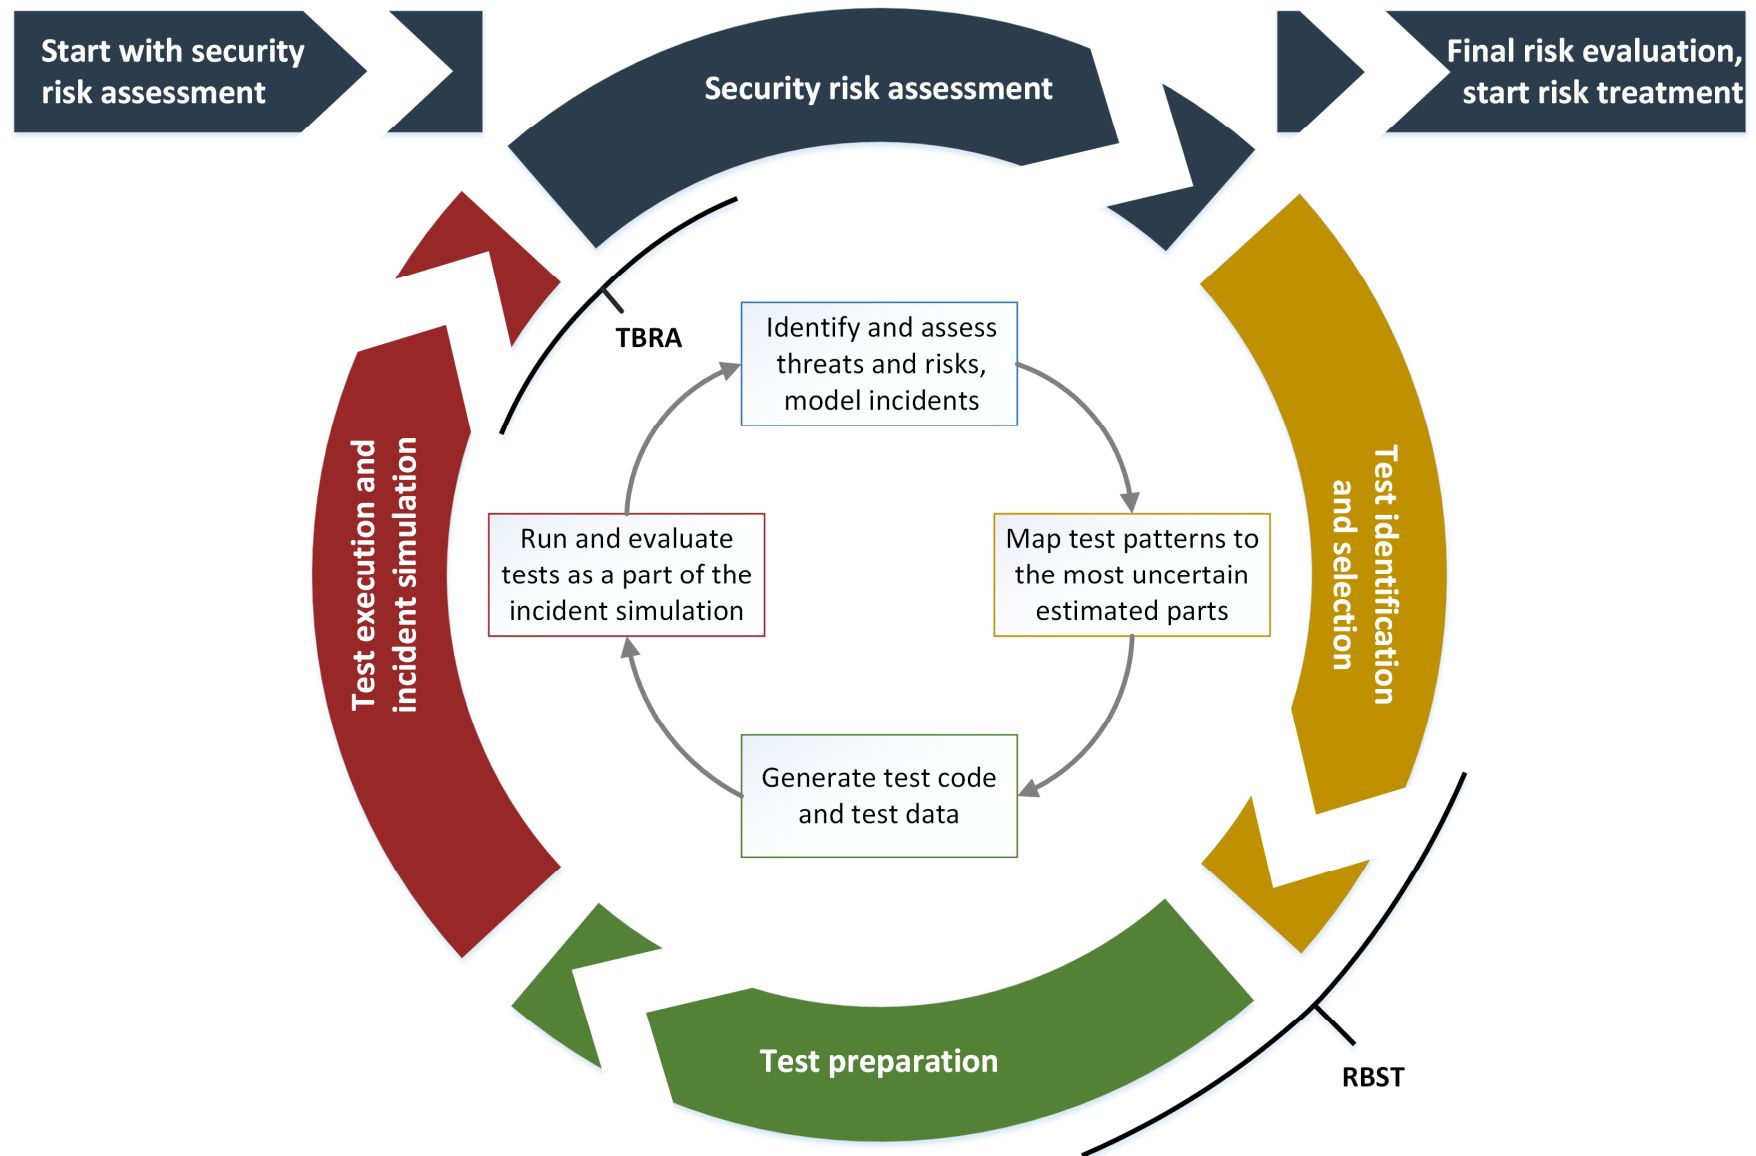 Start with security
risk assessment
Security risk assessment
Final risk evaluation,
start risk treatment
TBRA
Identify and assess
threats and risks,
model incidents
Test execution and
incident simulation
Run and evaluate
tests as a part of the
incident simulation
Map test patterns to
the most uncertain
estimated parts
Test identification
and selection
Generate test code
and test data
Test preparation
RBST